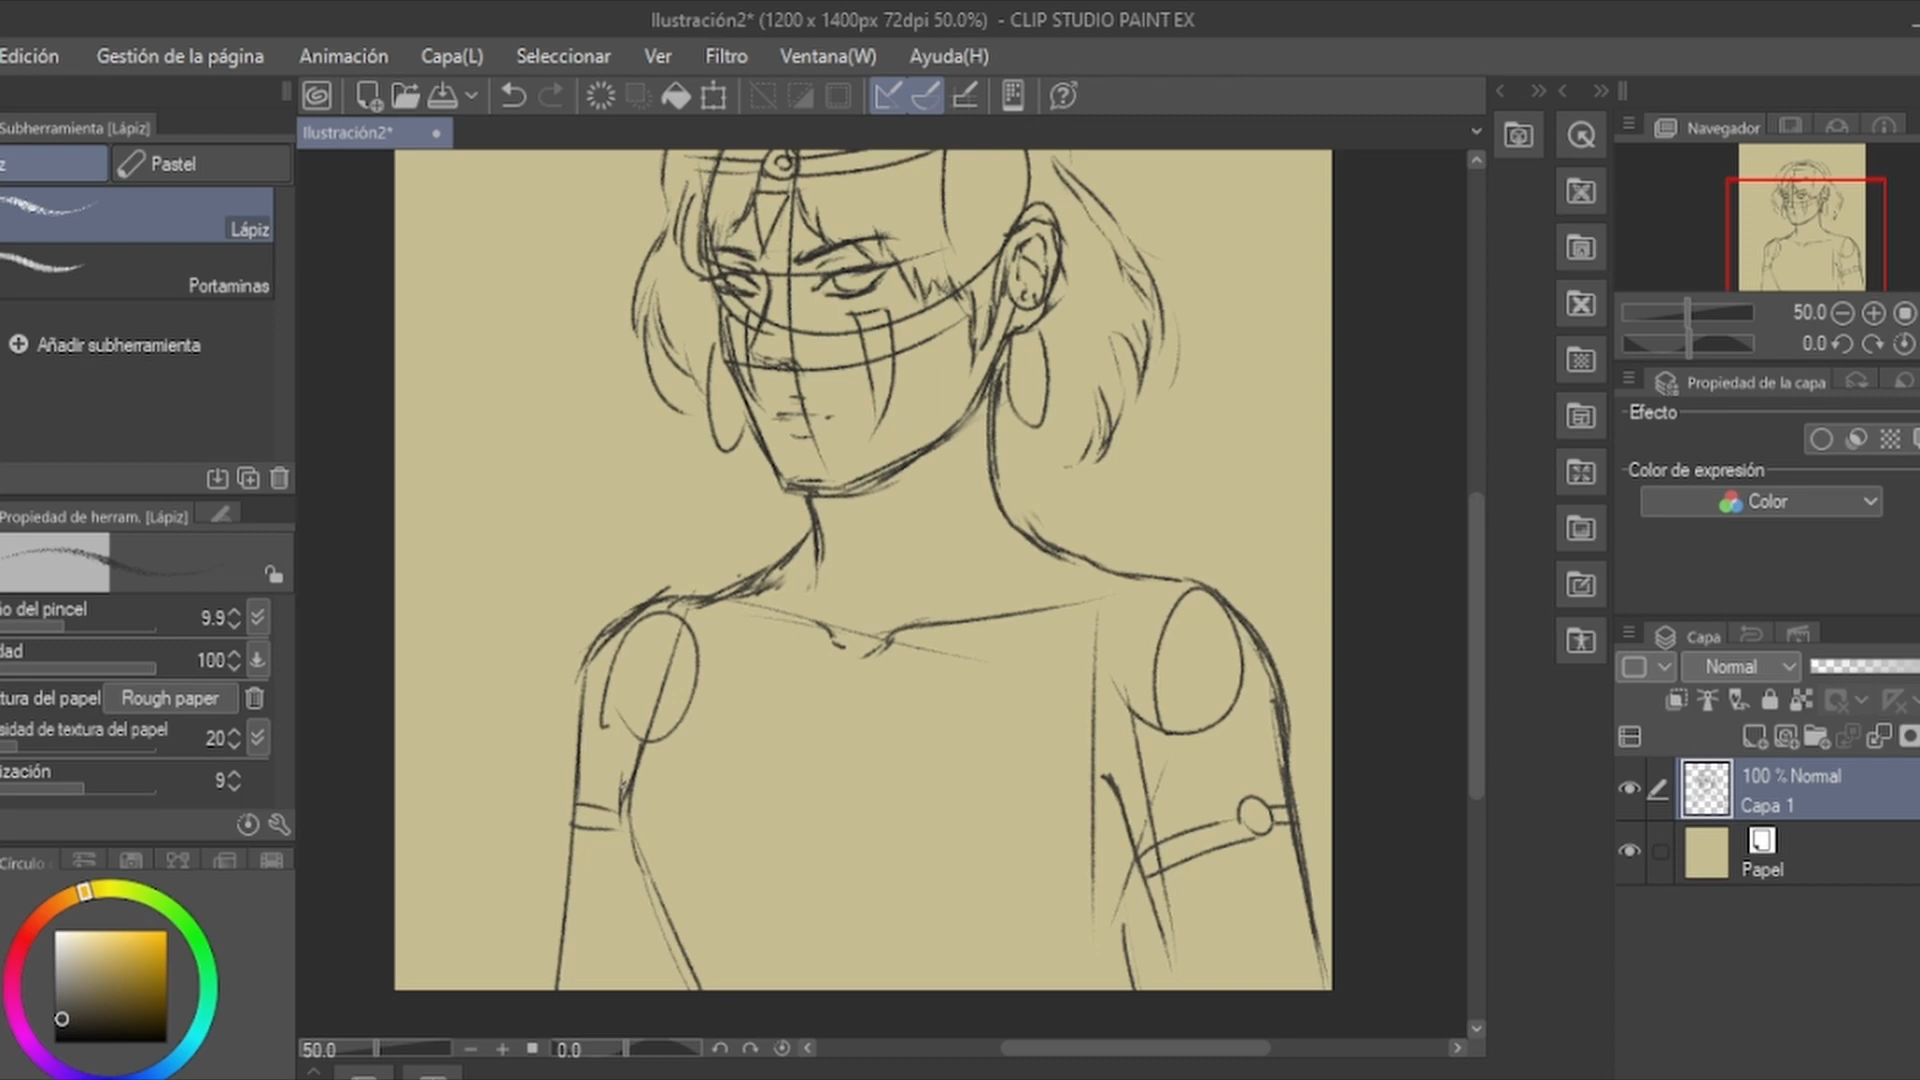 Ilustración2* (1200 x 1400px 72dpi 50.0%) - CLIP STUDIO PAINT EX
Edición Gestión de la página Animación Capa(L) Seleccionar Ver Filtro Ventana(W) Ayuda(H)
Subherramienta [Lápiz]
Ilustración2*
Navegador
z Pastel
Lápiz
Portaminas
Añadir subherramienta
50.0
0.0
Propiedad de la capa
Efecto
Color de expresión
Color
Propiedad de herram. [Lápiz]
ño del pincel 9.9
dad 100
tura del papel Rough paper
sidad de textura del papel 20
ización 9
Círculo
Capa
Normal
100 % Normal
Capa 1
Papel
50.0 0.0